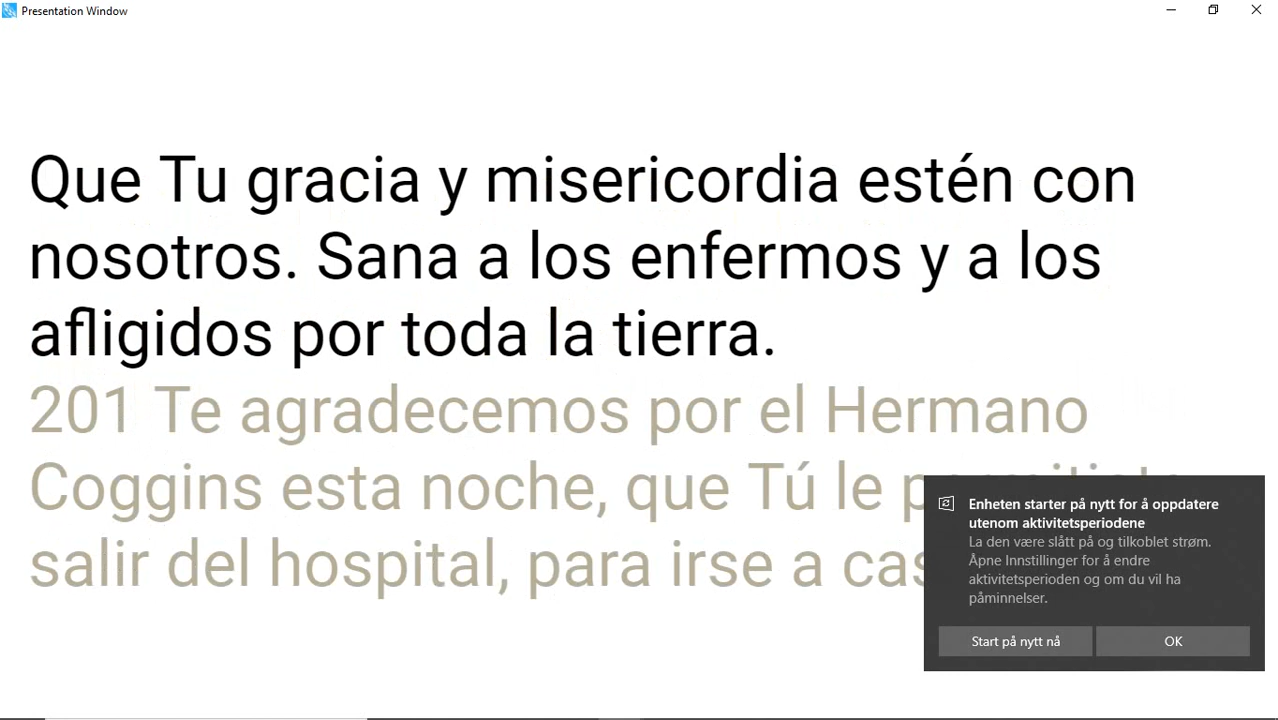 Presentation Window
Que Tu gracia y misericordia estén con
nosotros. Sana a los enfermos y a los
afligidos por toda la tierra.
201 Te agradecemos por el Hermano
Coggins esta noche, que Tú le
salir del hospital, para irse a
Enheten starter på nytt for å oppdatere
utenom aktivitetsperiodene
La den være slått på og tilkoblet strøm.
Åpne Innstillinger for å endre
aktivitetsperioden og om du vil ha
påminnelser.
Start på nytt nå
OK